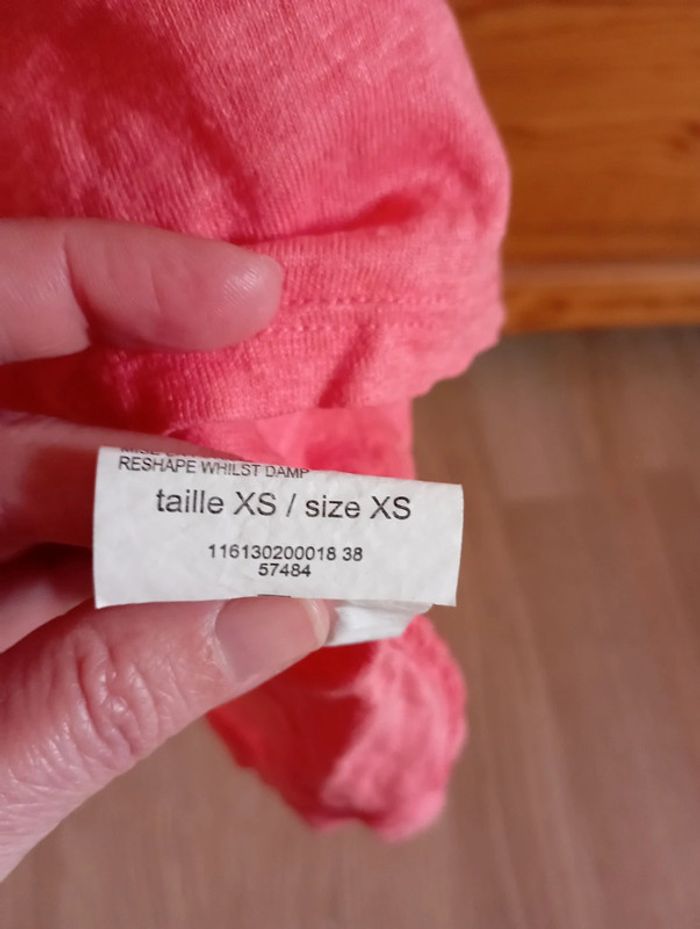 RESHAPE WHILST DAMP
taille XS / size XS
116130200018 38
57484